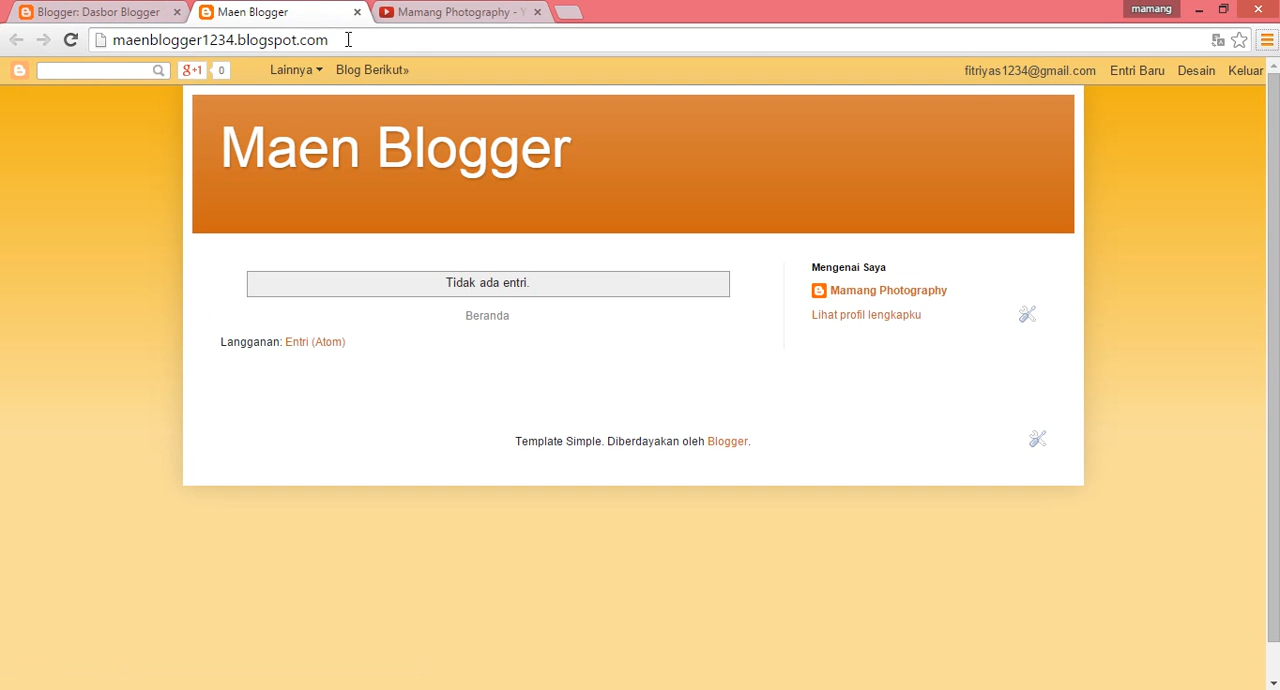 Blogger: Dasbor Blogger
Maen Blogger
Mamang Photography - Y
mamang
maenblogger1234.blogspot.com
g+1 0
Lainnya
Blog Berikut»
fitriyas1234@gmail.com
Entri Baru
Desain
Keluar
Maen Blogger
Tidak ada entri.
Beranda
Langganan: Entri (Atom)
Mengenai Saya
Mamang Photography
Lihat profil lengkapku
Template Simple. Diberdayakan oleh Blogger.